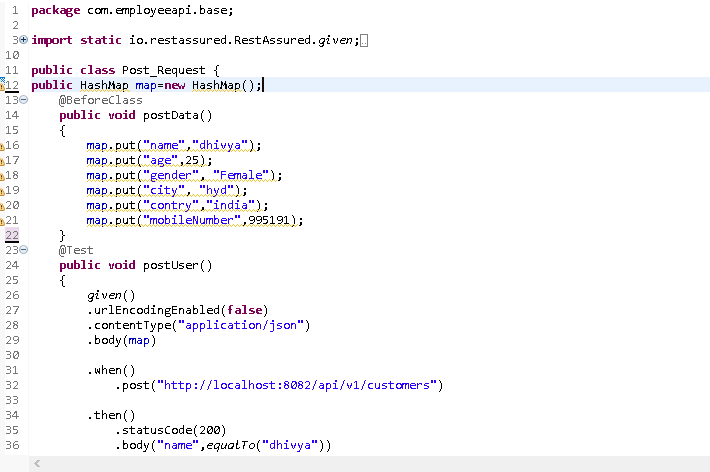 1 package com.employeeapi.base;
2
3 import static io.restassured.RestAssured.given;
10
11 public class Post_Request {
12 public HashMap map=new HashMap();
13 @BeforeClass
14 public void postData()
15 {
16 map.put("name","dhivya");
17 map.put("age",25);
18 map.put("gender", "Female");
19 map.put("city", "hyd");
20 map.put("contry","india");
21 map.put("mobileNumber",995191);
22 }
23 @Test
24 public void postUser()
25 {
26 given()
27 .urlEncodingEnabled(false)
28 .contentType("application/json")
29 .body(map)
30
31 .when()
32 .post("http://localhost:8082/api/v1/customers")
33
34 .then()
35 .statusCode(200)
36 .body("name",equalTo("dhivya"))